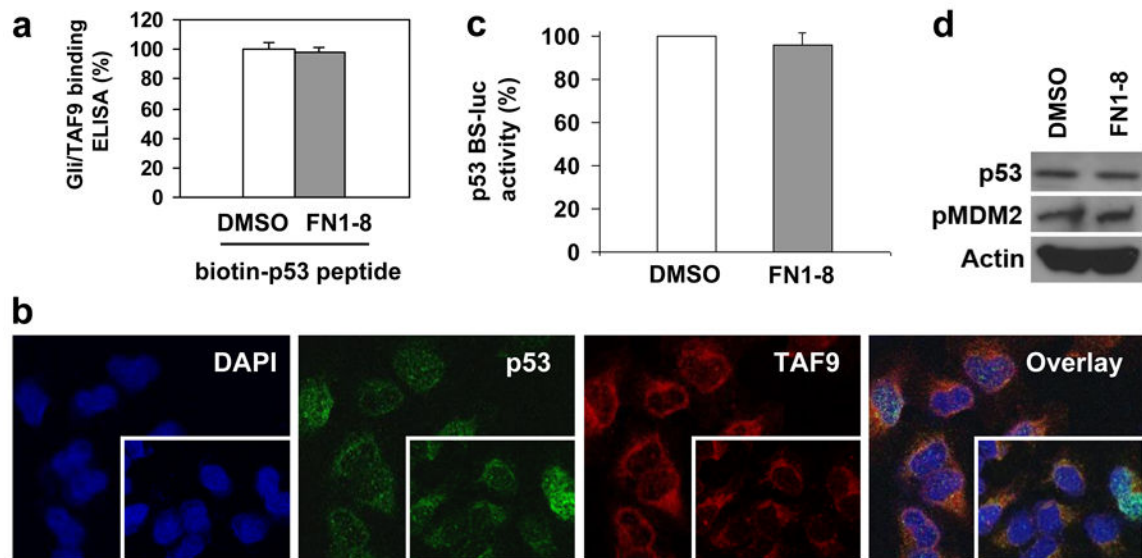 a
Gli/TAF9 binding
ELISA (%)
120
100
80
60
40
20
0
DMSO FN1-8
biotin-p53 peptide
c
p53 BS-luc
activity (%)
100
80
60
40
20
0
DMSO FN1-8
d
DMSO FN1-8
p53
pMDM2
Actin
b
DAPI
p53
TAF9
Overlay